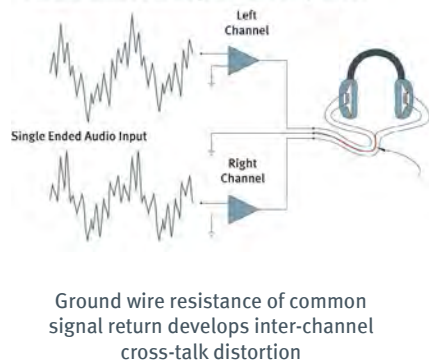 Left
Channel
Single Ended Audio Input
Right
Channel
Ground wire resistance of common
signal return develops inter-channel
cross-talk distortion